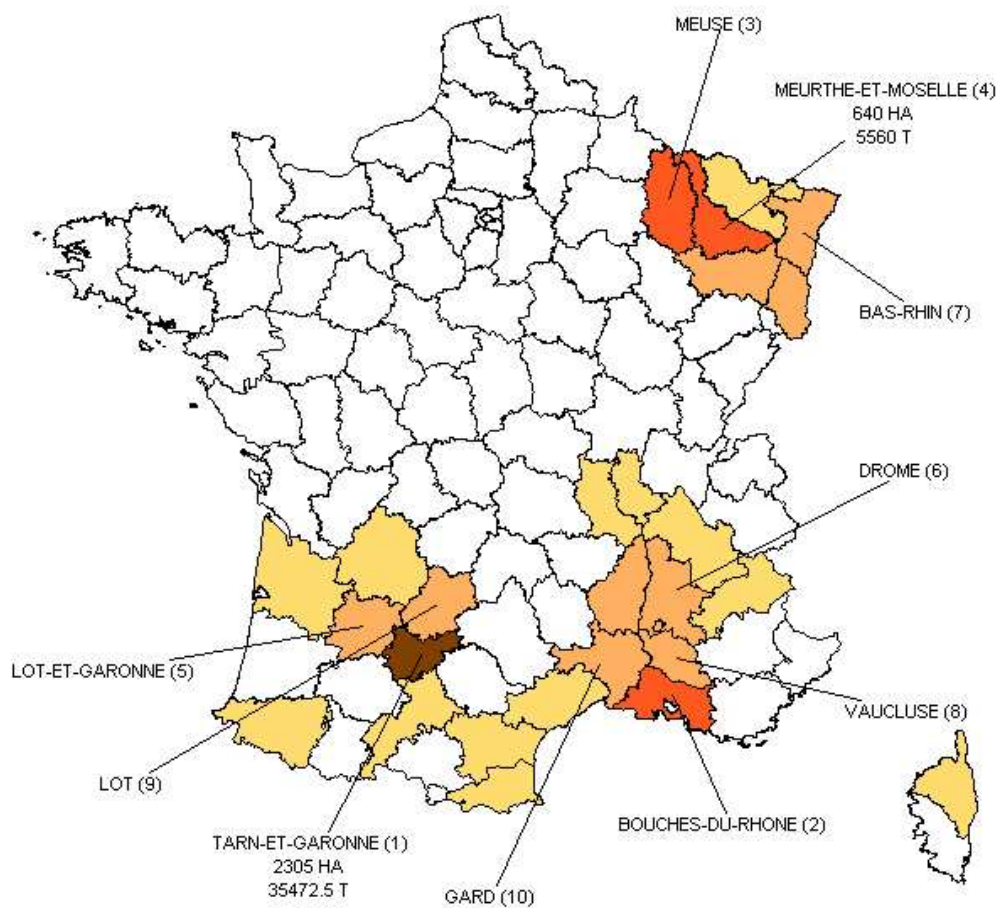 MEUSE (3)
MEURTHE-ET-MOSELLE (4)
640 HA
5560 T
BAS-RHIN (7)
DROME (6)
LOT-ET-GARONNE (5)
VAUCLUSE (8)
LOT (9)
BOUCHES-DU-RHONE (2)
TARN-ET-GARONNE (1)
2305 HA
35472.5 T
GARD (10)